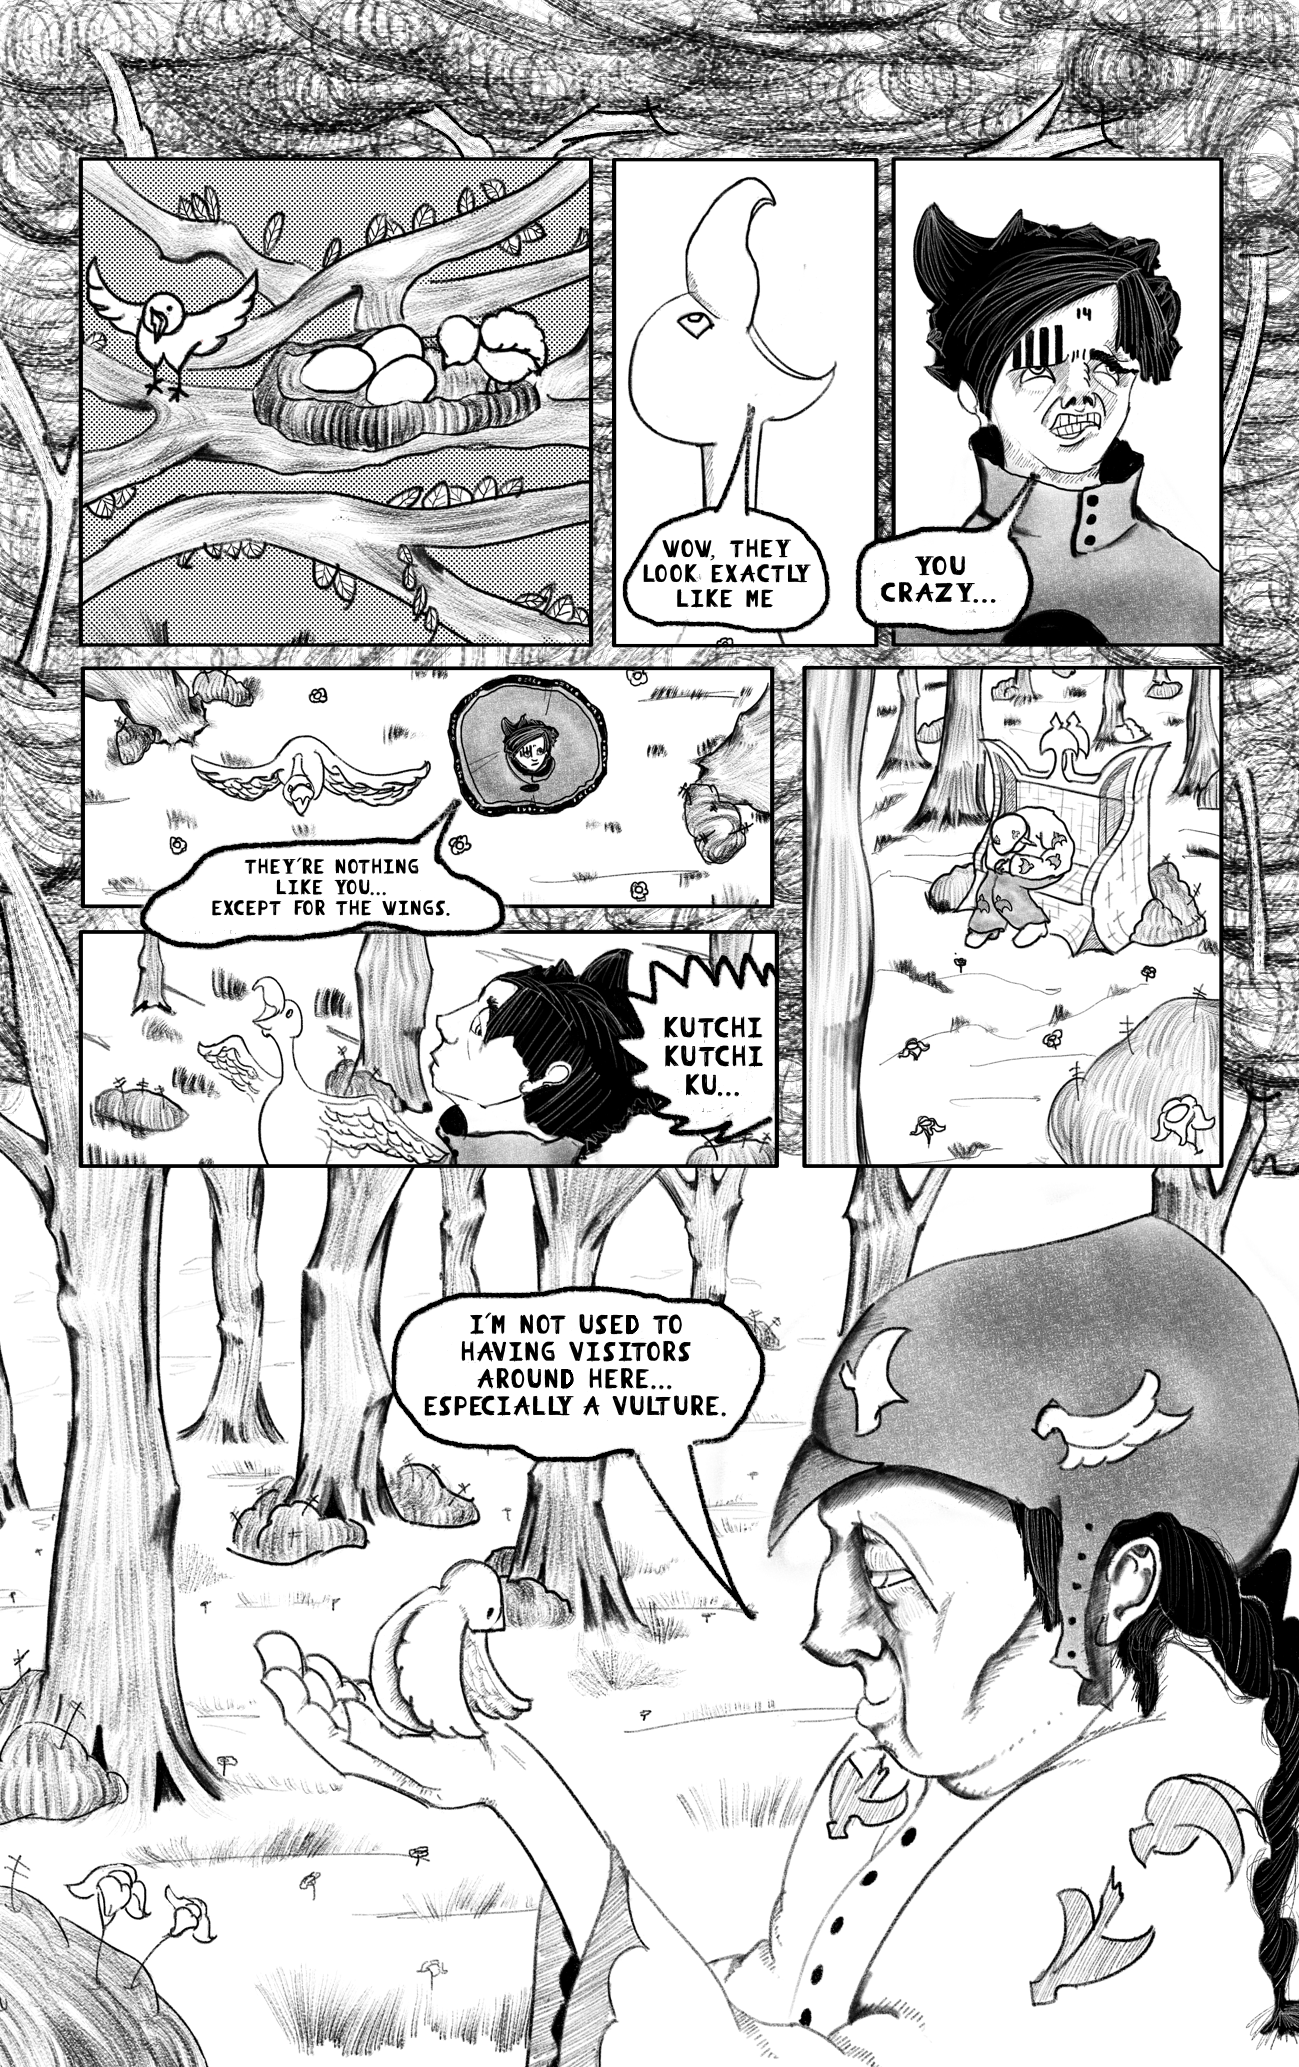 WOW, THEY
LOOK EXACTLY
LIKE ME
14
YOU
CRAZY...
THEY'RE NOTHING
LIKE YOU...
EXCEPT FOR THE WINGS.
KUTCHI
KUTCHI
KU...
I'M NOT USED TO
HAVING VISITORS
AROUND HERE...
ESPECIALLY A VULTURE.